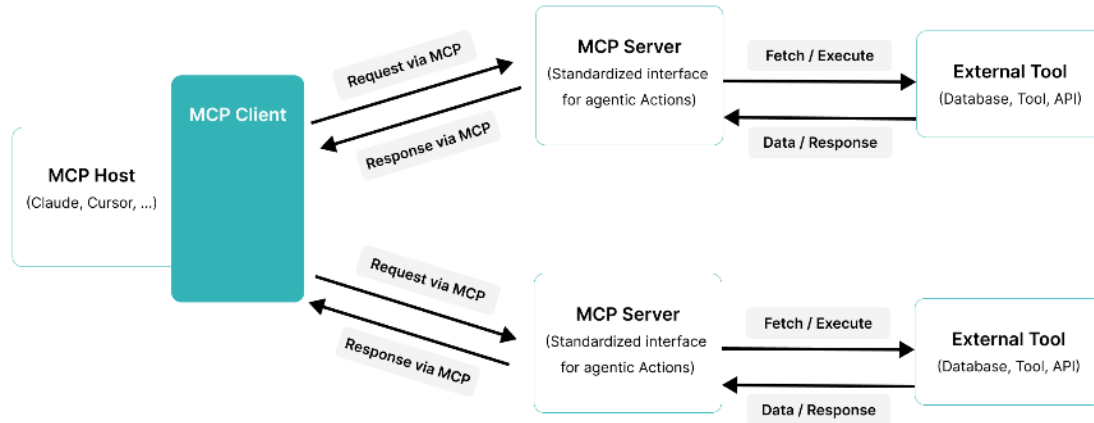 MCP Host
(Claude, Cursor, ...)
MCP Client
Request via MCP
Response via MCP
MCP Server
(Standardized interface
for agentic Actions)
Fetch / Execute
Data / Response
External Tool
(Database, Tool, API)
Request via MCP
Response via MCP
MCP Server
(Standardized interface
for agentic Actions)
Fetch / Execute
Data / Response
External Tool
(Database, Tool, API)